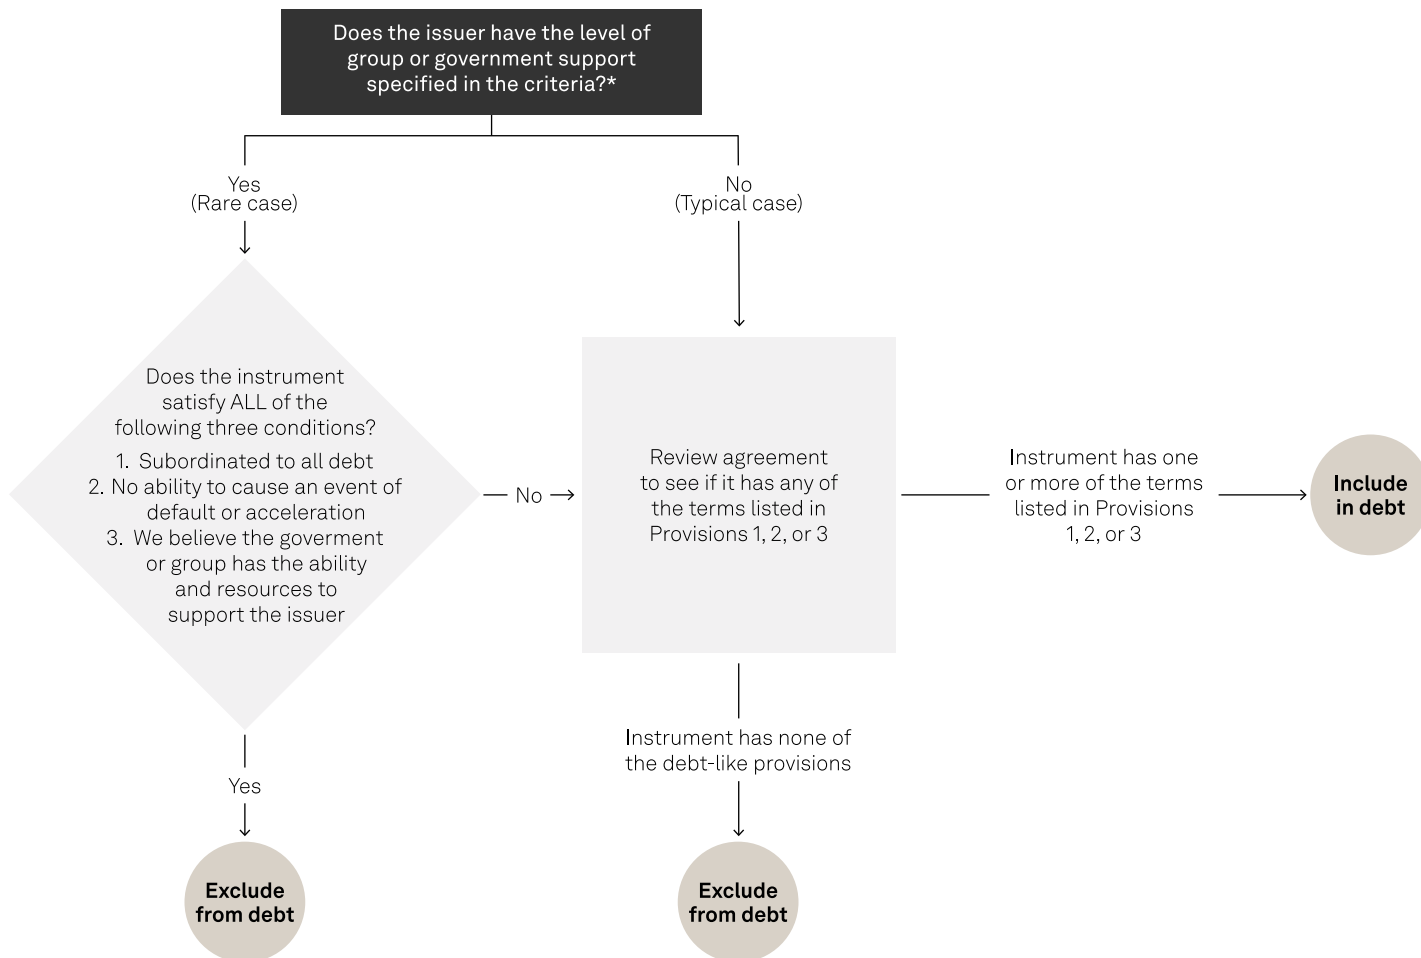 Does the issuer have the level of
group or government support
specified in the criteria?*
Yes
(Rare case)
No
(Typical case)
Does the instrument
satisfy ALL of the
following three conditions?
1. Subordinated to all debt
2. No ability to cause an event of
default or acceleration
3. We believe the goverment
or group has the ability
and resources to
support the issuer
No
Review agreement
to see if it has any of
the terms listed in
Provisions 1, 2, or 3
Instrument has one
or more of the terms
listed in Provisions
1, 2, or 3
Include
in debt
Yes
Instrument has none of
the debt-like provisions
Exclude
from debt
Exclude
from debt